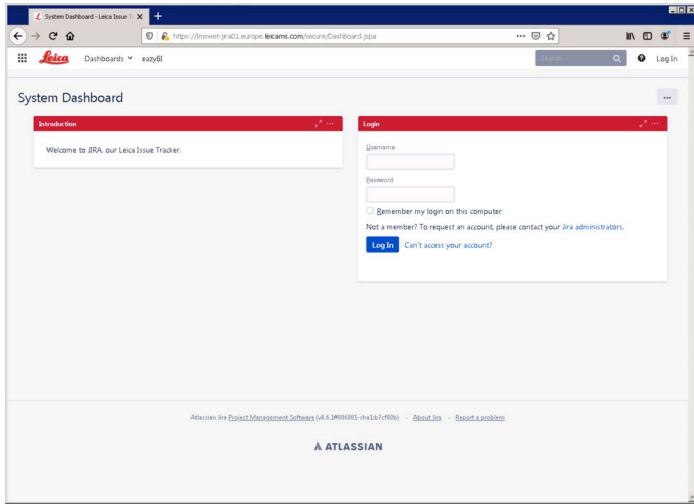 System Dashboard - Leica Issue T
https://lmswet-jira01.europe.leicams.com/secure/Dashboard.jspa
Leica Dashboards eazyBI Search Log In
System Dashboard
Introduction
Welcome to JIRA, our Leica Issue Tracker.
Login
Username
Password
Remember my login on this computer
Not a member? To request an account, please contact your Jira administrators.
Log In Can't access your account?
Atlassian Jira Project Management Software · About Jira · Report a problem
ATLASSIAN